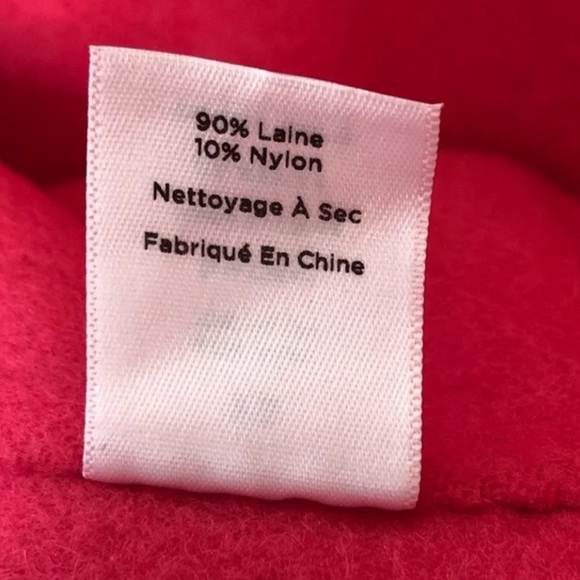 90% Laine
10% Nylon
Nettoyage À Sec
Fabriqué En Chine